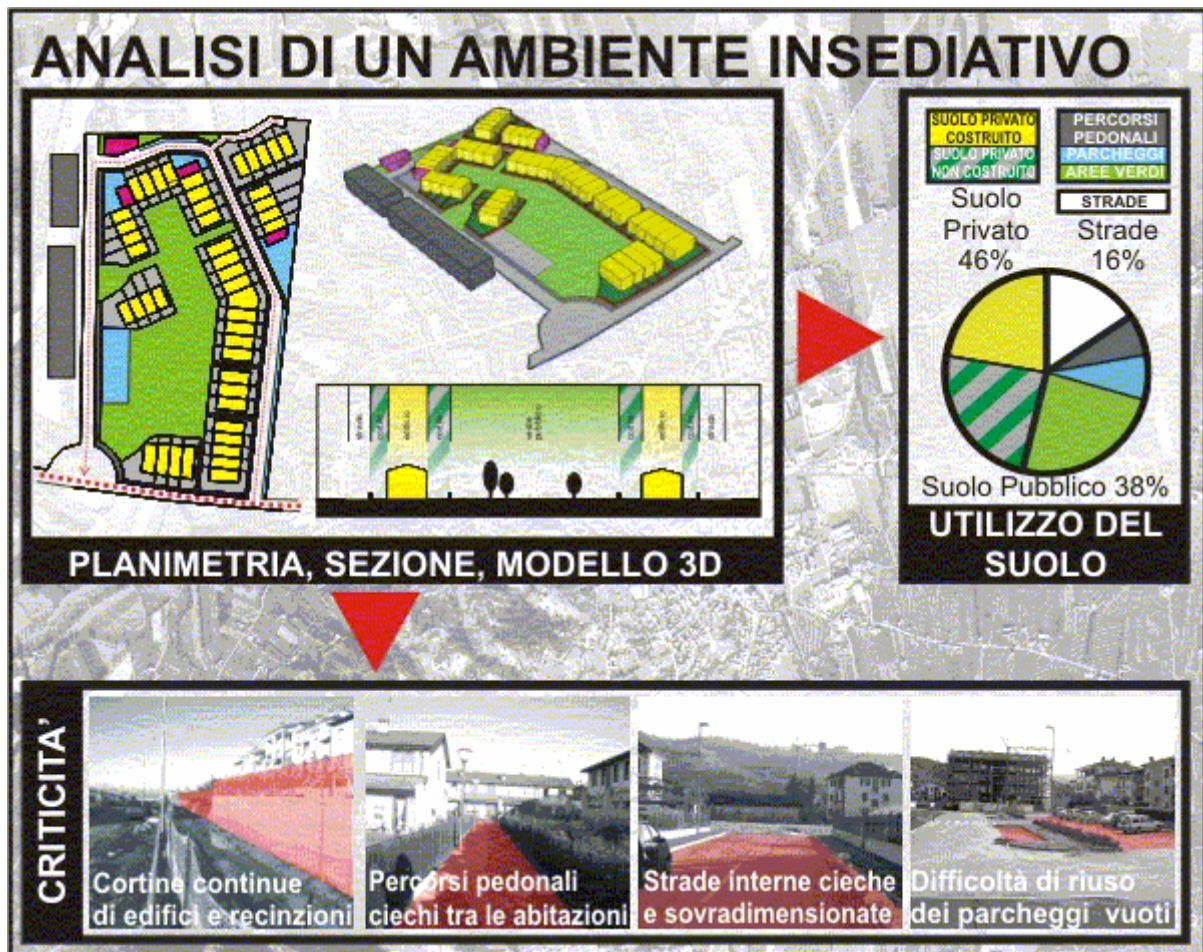 ANALISI DI UN AMBIENTE INSEDIATIVO
PLANIMETRIA, SEZIONE, MODELLO 3D
SUOLO PRIVATO
COSTRUITO
SUOLO PRIVATO
NON COSTRUITO
PERCORSI
PEDONALI
PARCHEGGI
AREE VERDI
STRADE
Suolo
Privato
46%
Strade
16%
Suolo Pubblico 38%
UTILIZZO DEL
SUOLO
CRITICITA'
Cortine continue
di edifici e recinzioni
Percorsi pedonali
ciechi tra le abitazioni
Strade interne cieche
e sovradimensionate
Difficoltà di riuso
dei parcheggi vuoti